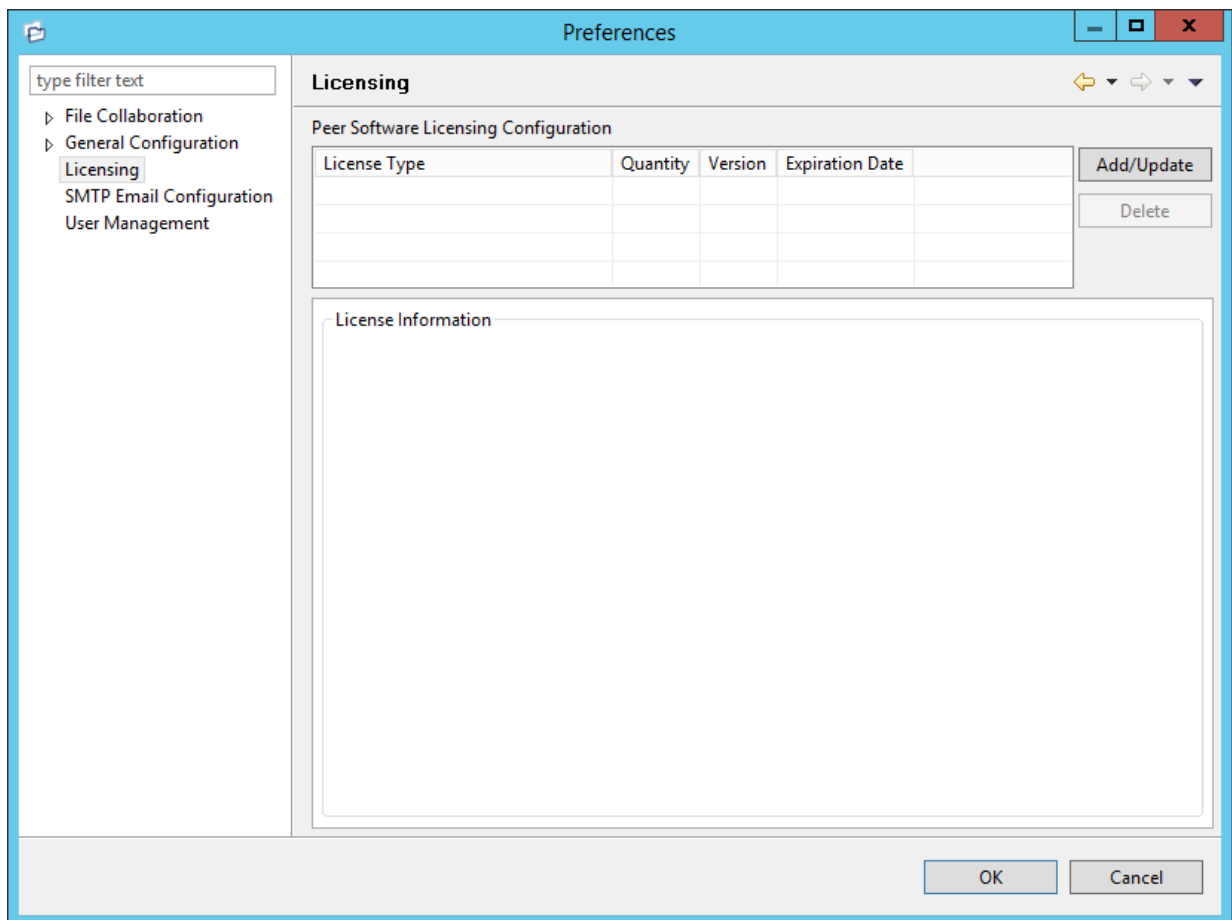 Preferences
type filter text
File Collaboration
General Configuration
Licensing
SMTP Email Configuration
User Management
Licensing
Peer Software Licensing Configuration
License Type Quantity Version Expiration Date
Add/Update
Delete
License Information
OK Cancel